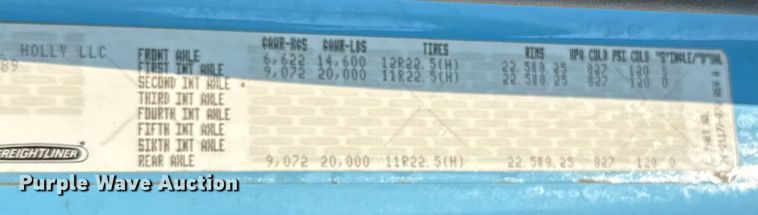 HOLLY LLC
89
GAWR-KGS GAWR-LBS TIRES RIMS KPA COLD PSI COLD "S"INGLE/"D"UAL
FRONT AXLE 6,622 14,600 12R22.5(H) 22.5X8.25 827 120 S
FIRST INT AXLE 9,072 20,000 11R22.5(H) 22.5X8.25 827 120 D
SECOND INT AXLE
THIRD INT AXLE
FOURTH INT AXLE
FIFTH INT AXLE
SIXTH INT AXLE
REAR AXLE 9,072 20,000 11R22.5(H) 22.5X8.25 827 120 D
FREIGHTLINER
Purple Wave Auction